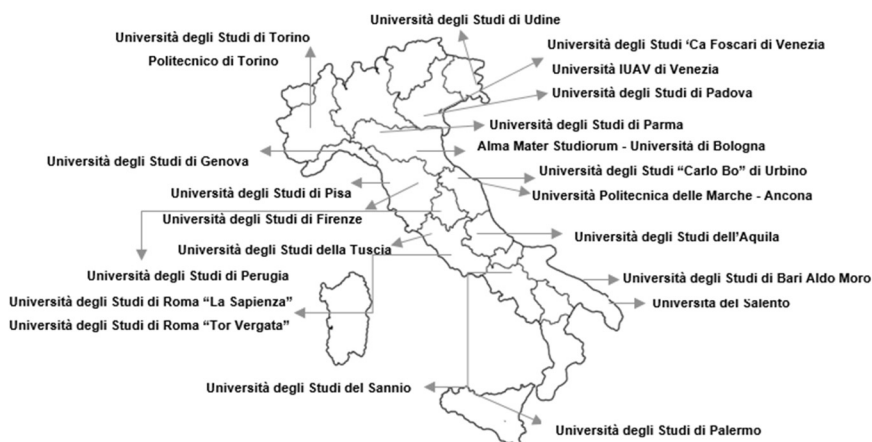 Università degli Studi di Udine
Università degli Studi di Torino
Politecnico di Torino
Università degli Studi 'Ca Foscari di Venezia
Università IUAV di Venezia
Università degli Studi di Padova
Università degli Studi di Parma
Alma Mater Studiorum - Universitá di Bologna
Università degli Studi di Genova
Università degli Studi "Carlo Bo" di Urbino
Università degli Studi di Pisa
Università Politecnica delle Marche - Ancona
Università degli Studi di Firenze
Università degli Studi dell'Aquila
Università degli Studi della Tuscia
Università degli Studi di Perugia
Università degli Studi di Bari Aldo Moro
Università degli Studi di Roma "La Sapienza"
Università del Salento
Università degli Studi di Roma "Tor Vergata"
Università degli Studi del Sannio
Università degli Studi di Palermo